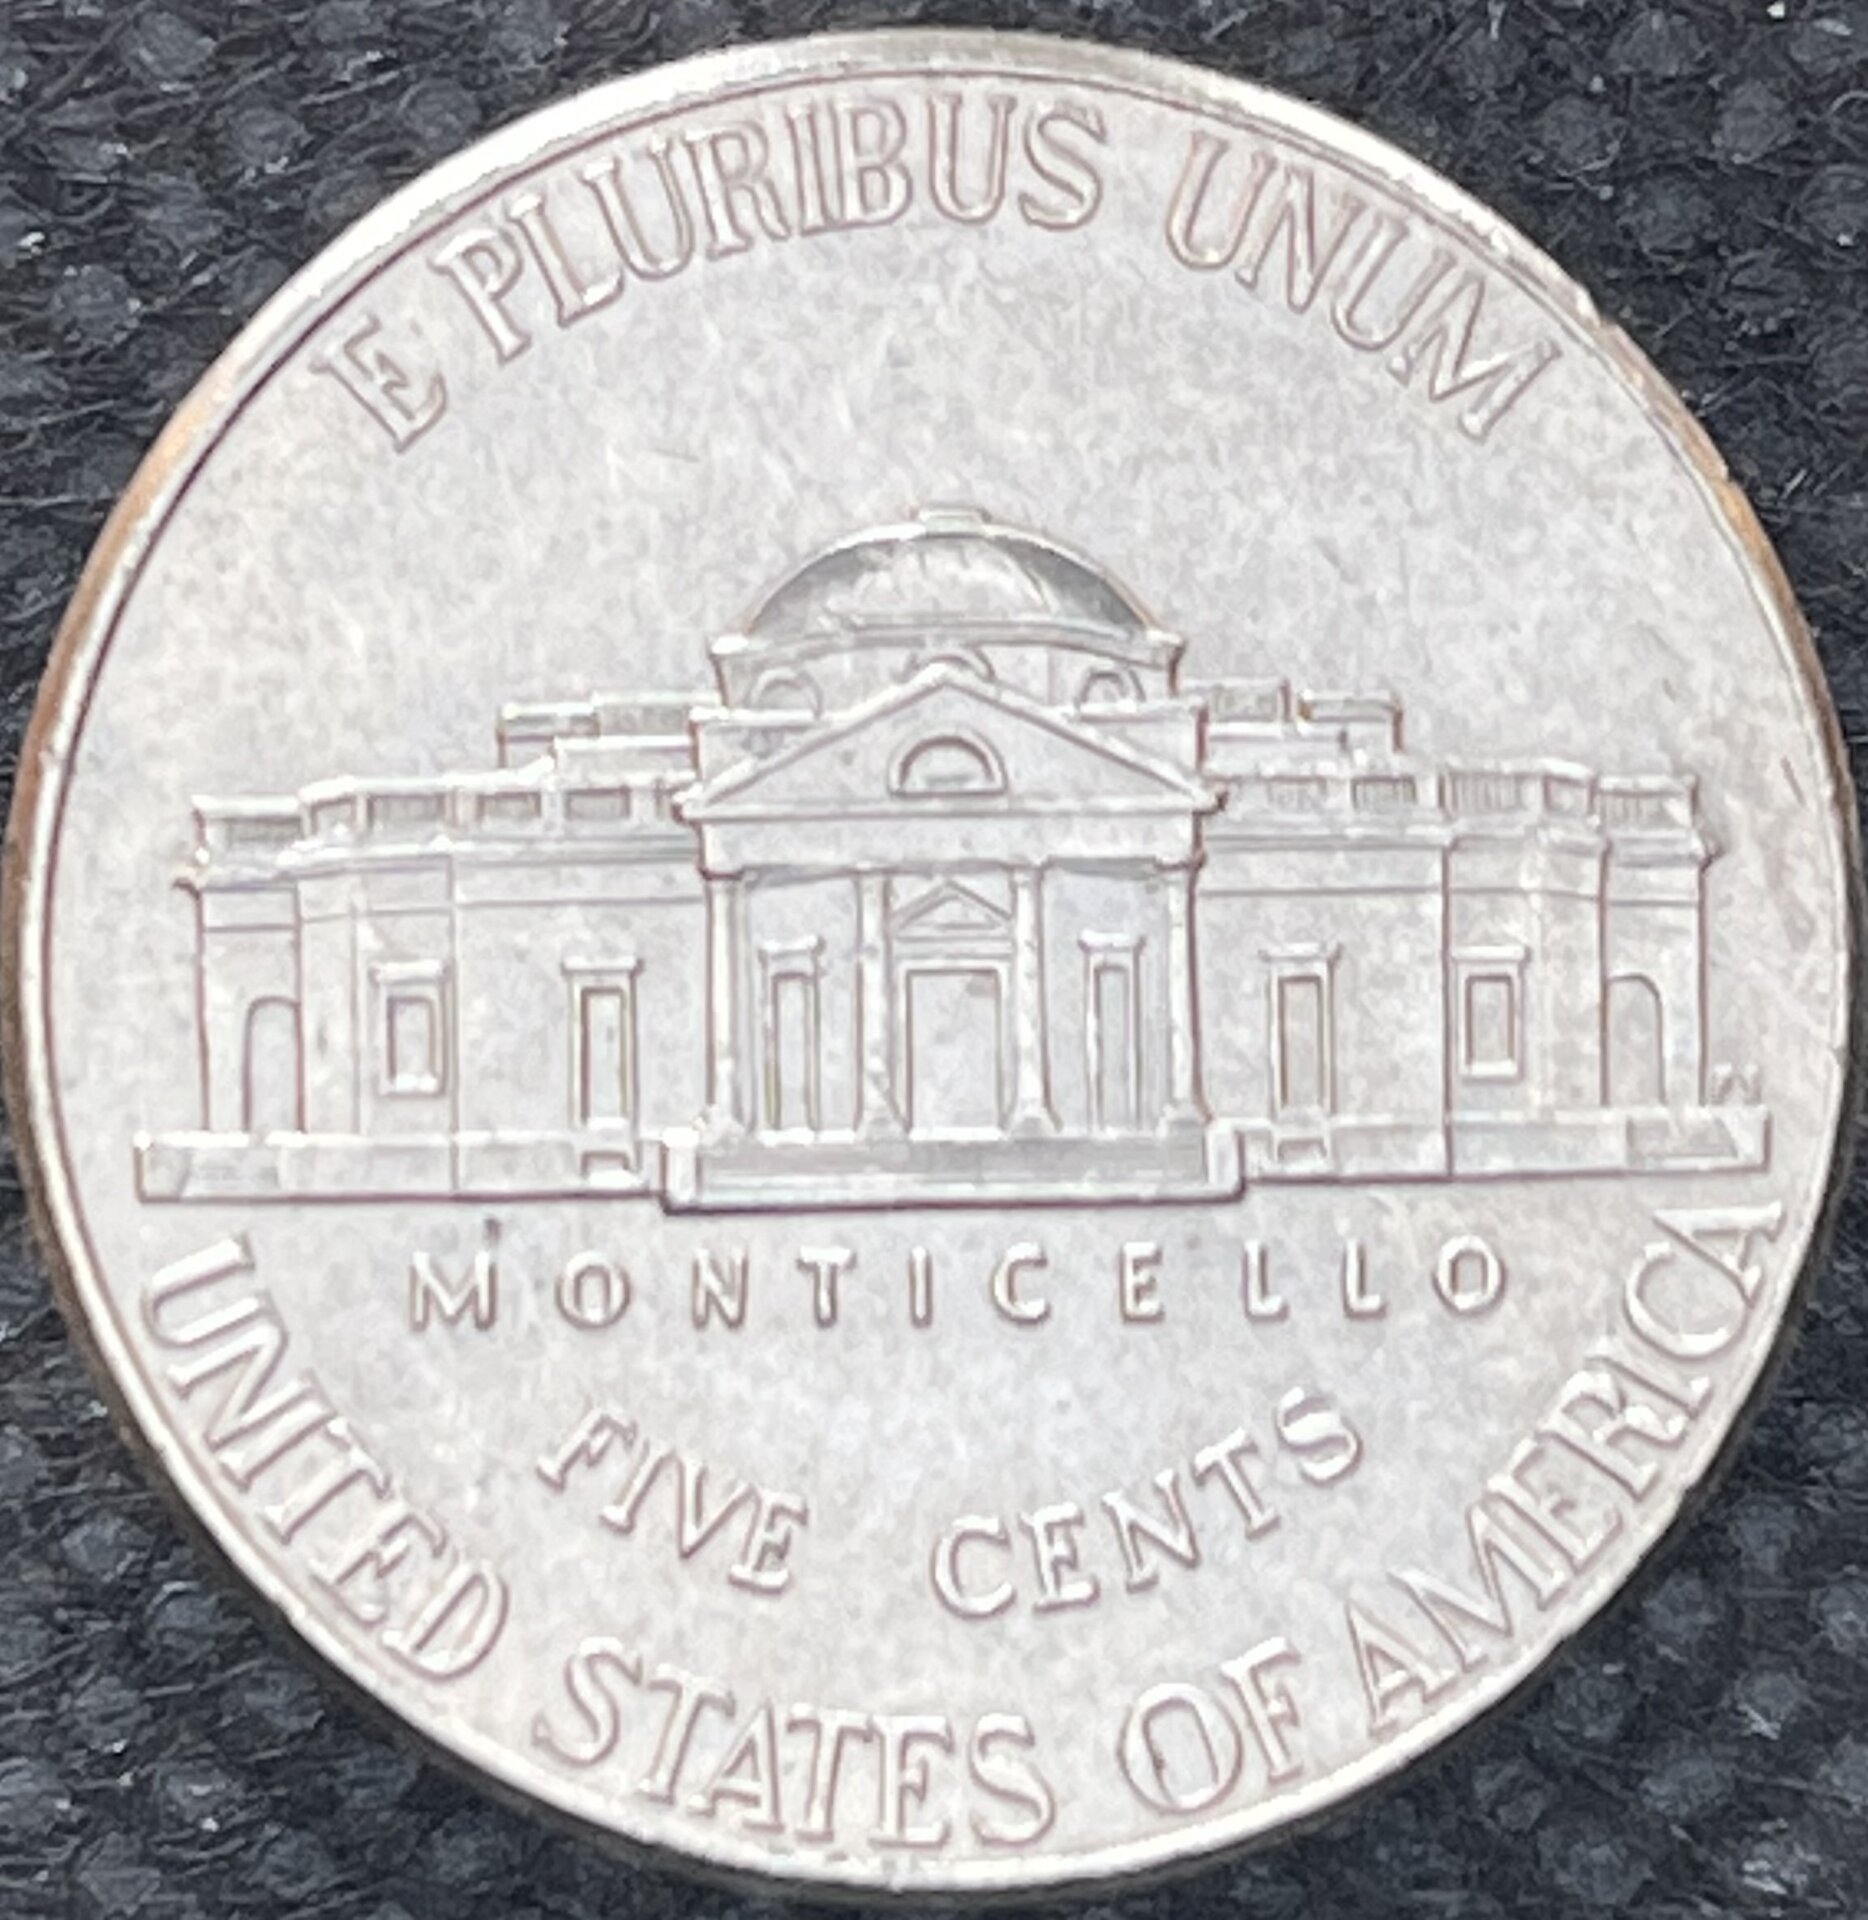 E PLURIBUS UNUM
MONTICELLO
FIVE CENTS
UNITED STATES OF AMERICA